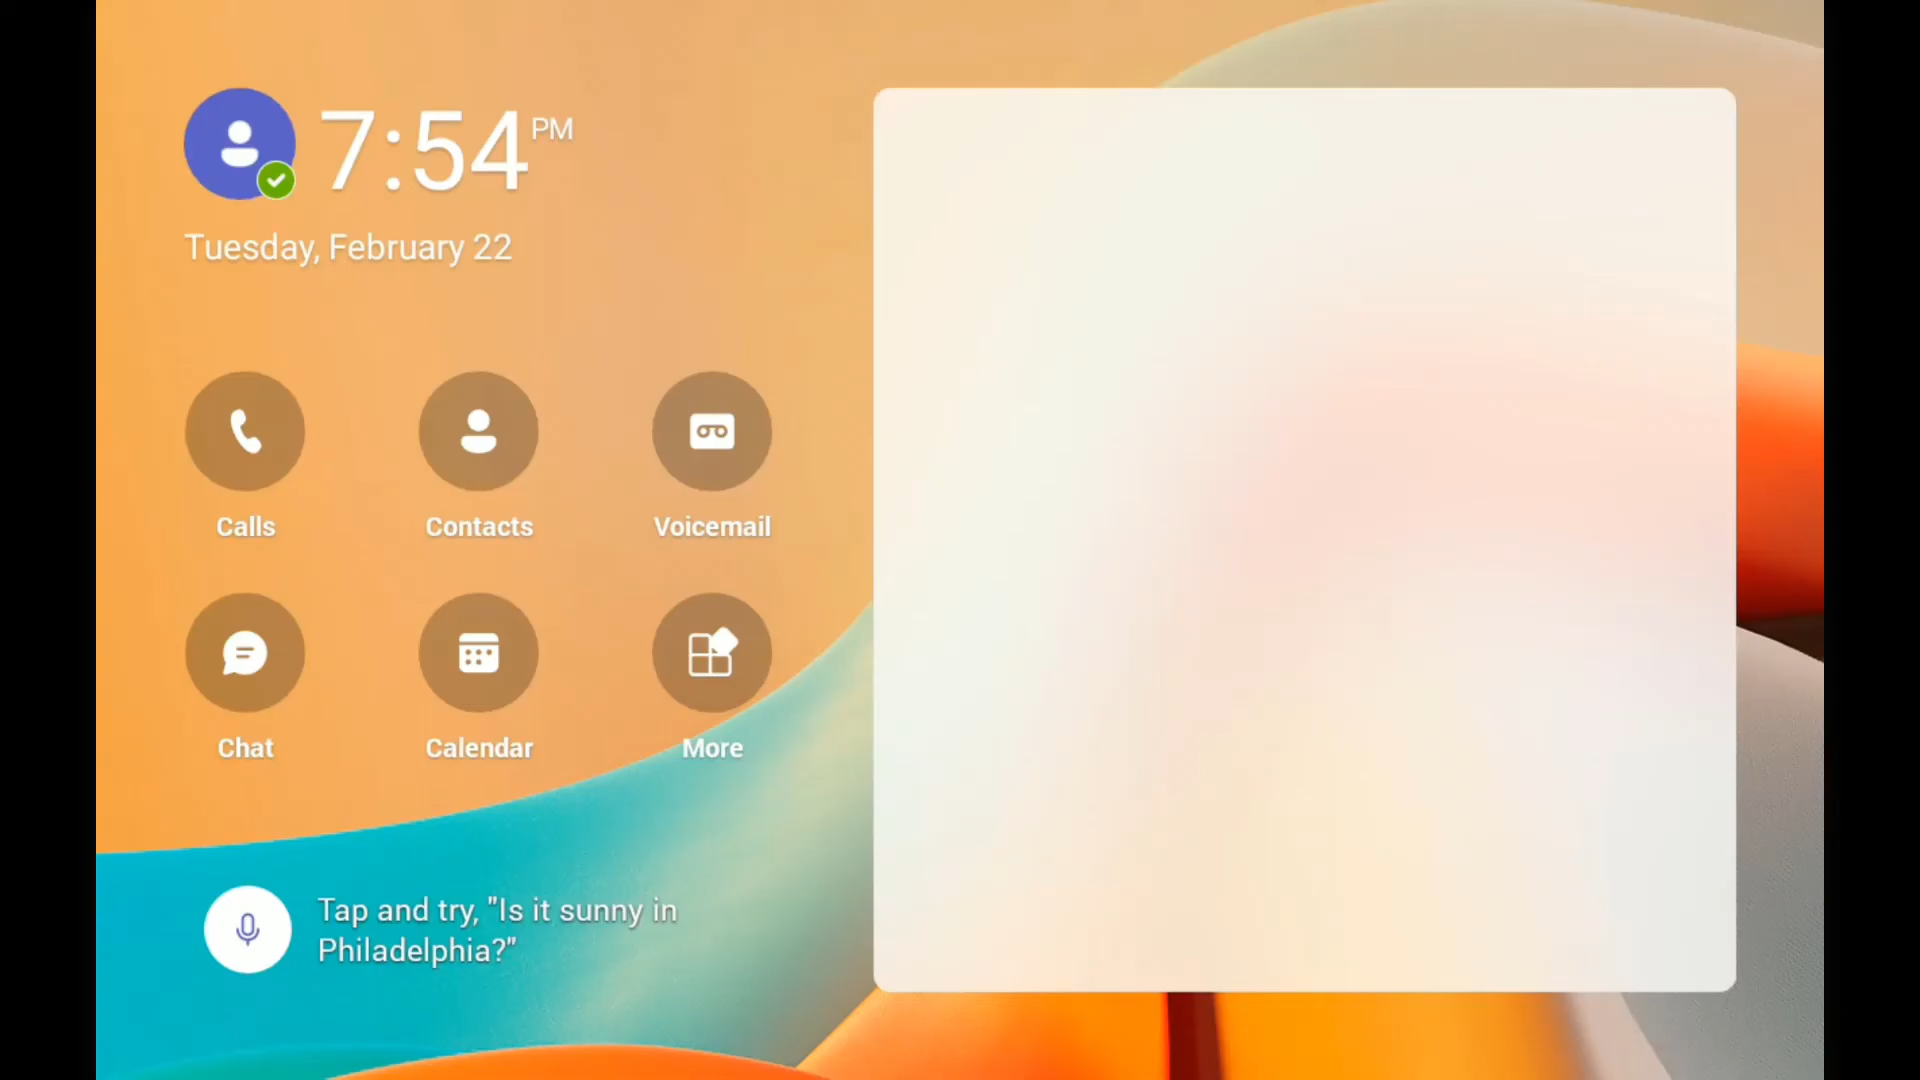 7:54 PM
Tuesday, February 22
Calls
Contacts
Voicemail
Chat
Calendar
More
Tap and try, "Is it sunny in
Philadelphia?"